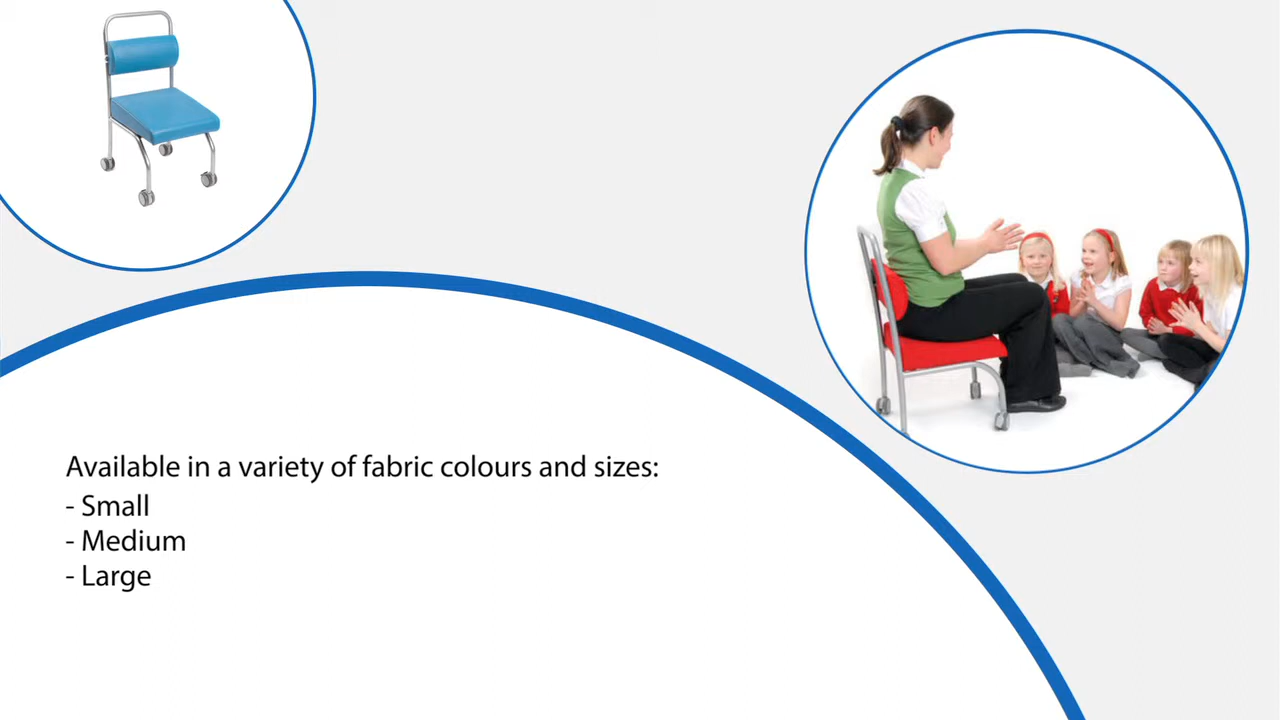 Available in a variety of fabric colours and sizes:
- Small
- Medium
- Large